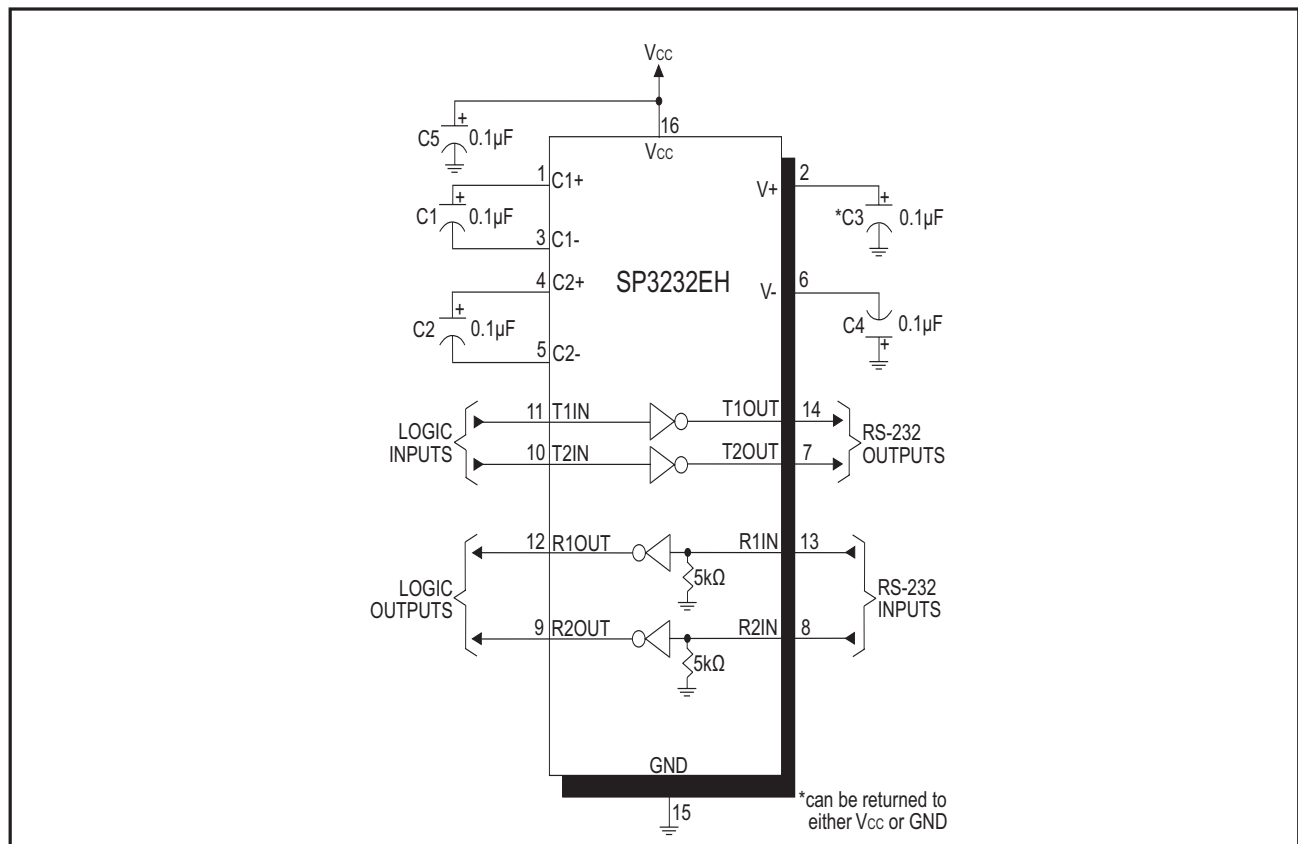 Vcc
+
C5
0.1µF
16
Vcc
1
C1+
+
C1
0.1µF
3
C1-
4
C2+
+
C2
0.1µF
5
C2-
SP3232EH
V+
2
+
*C3
0.1µF
V-
6
C4
0.1µF
+
LOGIC
INPUTS
11
T1IN
T1OUT
14
10
T2IN
T2OUT
7
RS-232
OUTPUTS
LOGIC
OUTPUTS
12
R1OUT
R1IN
13
5kΩ
9
R2OUT
R2IN
8
5kΩ
RS-232
INPUTS
GND
15
*can be returned to
either Vcc or GND